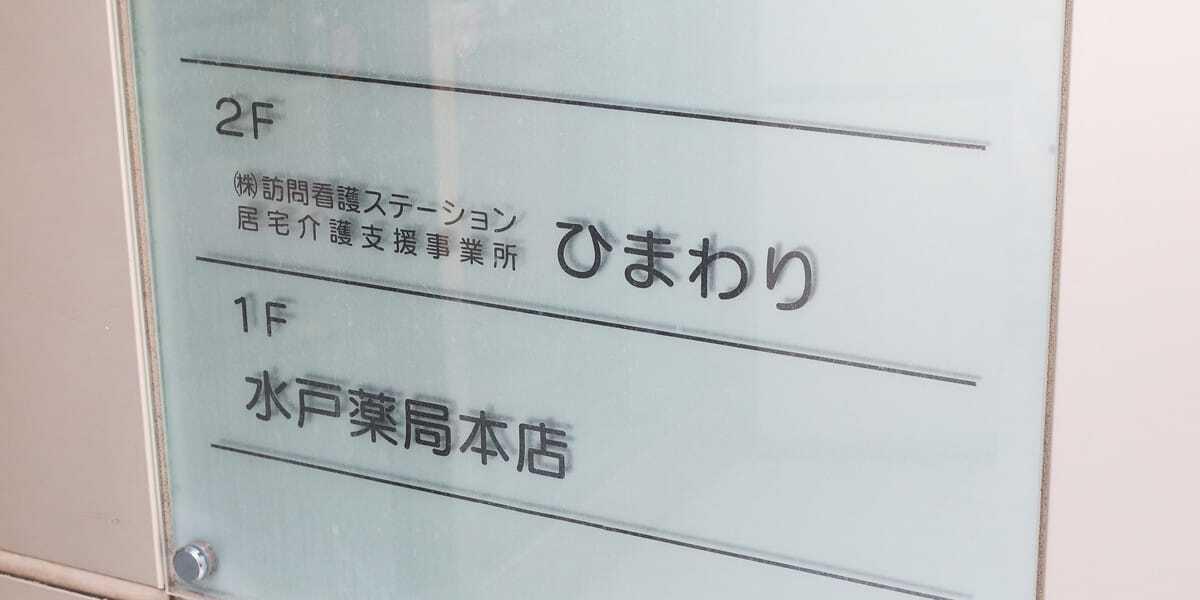 2F
㈱訪問看護ステーション
居宅介護支援事業所 ひまわり
1F
水戸薬局本店